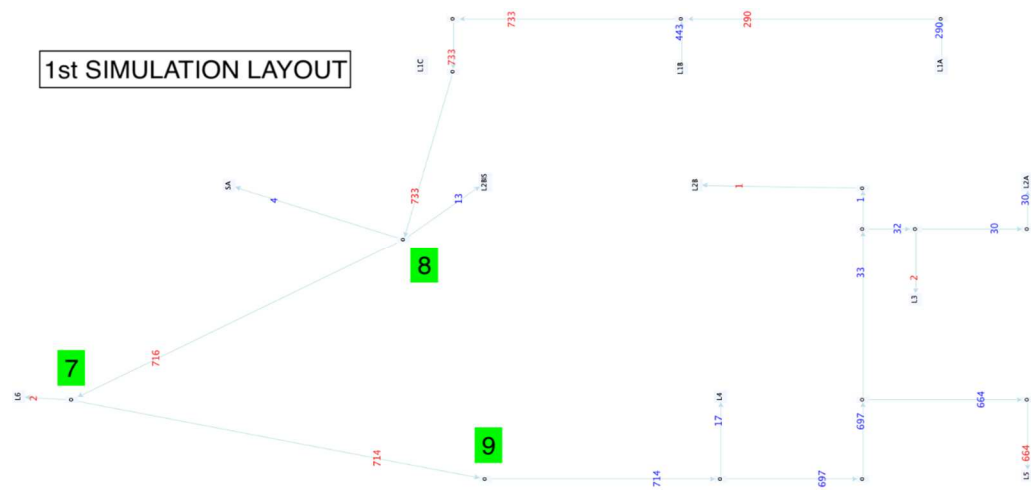 733
290
443
290
1st SIMULATION LAYOUT
L1C
733
L1B
L1A
SA
4
733
13
L2BIS
L2B
1
1
32
30
30
L2A
8
33
2
L3
716
7
L6
2
L4
17
664
9
714
714
697
697
664
L5